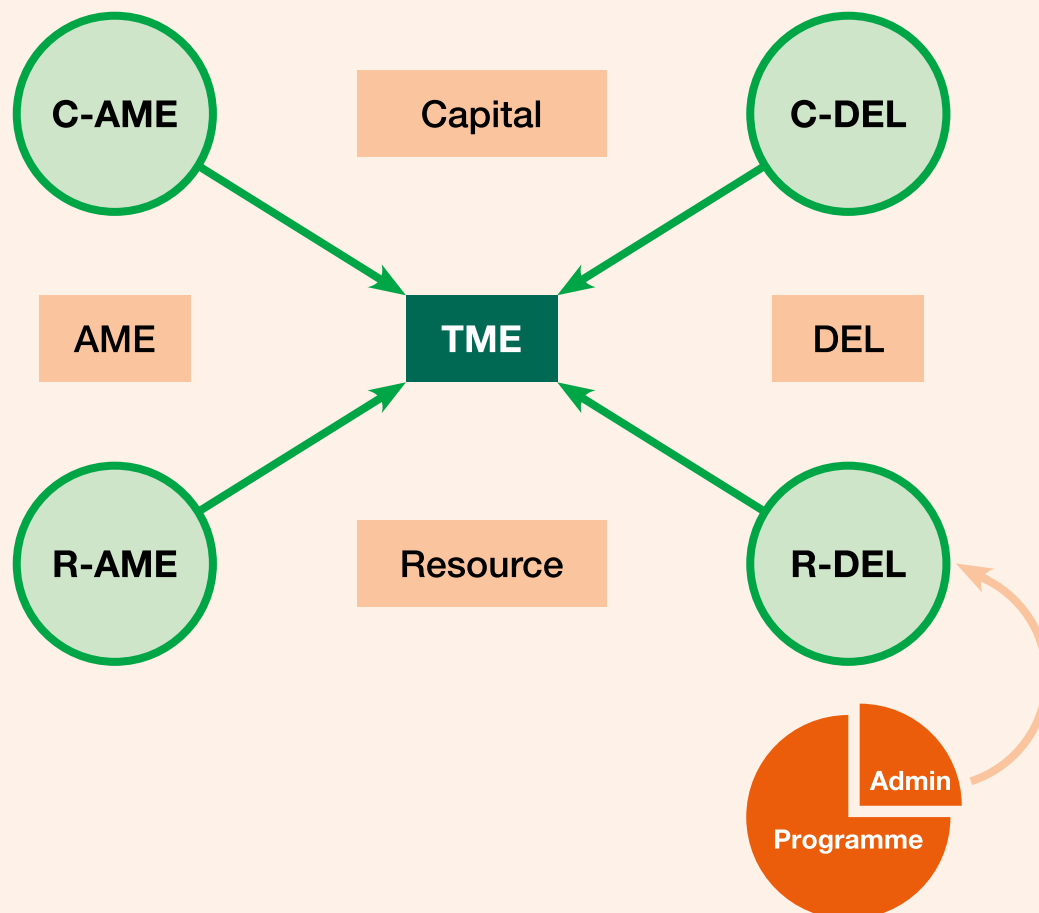 C-AME
Capital
C-DEL
AME
TME
DEL
R-AME
Resource
R-DEL
Admin
Programme